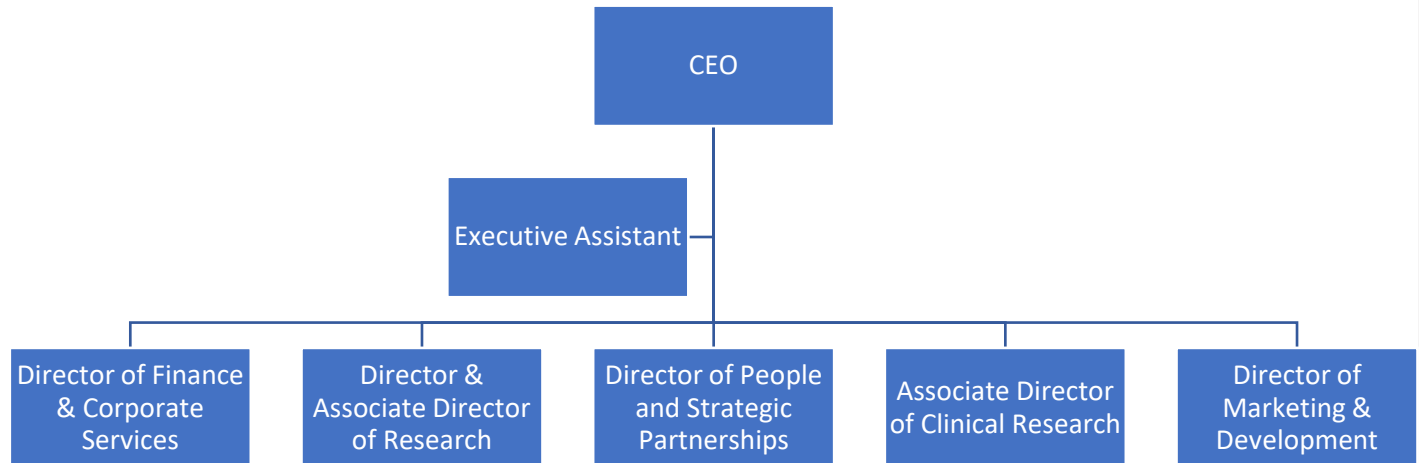 CEO
Executive Assistant
Director of Finance
& Corporate
Services
Director &
Associate Director
of Research
Director of People
and Strategic
Partnerships
Associate Director
of Clinical Research
Director of
Marketing &
Development